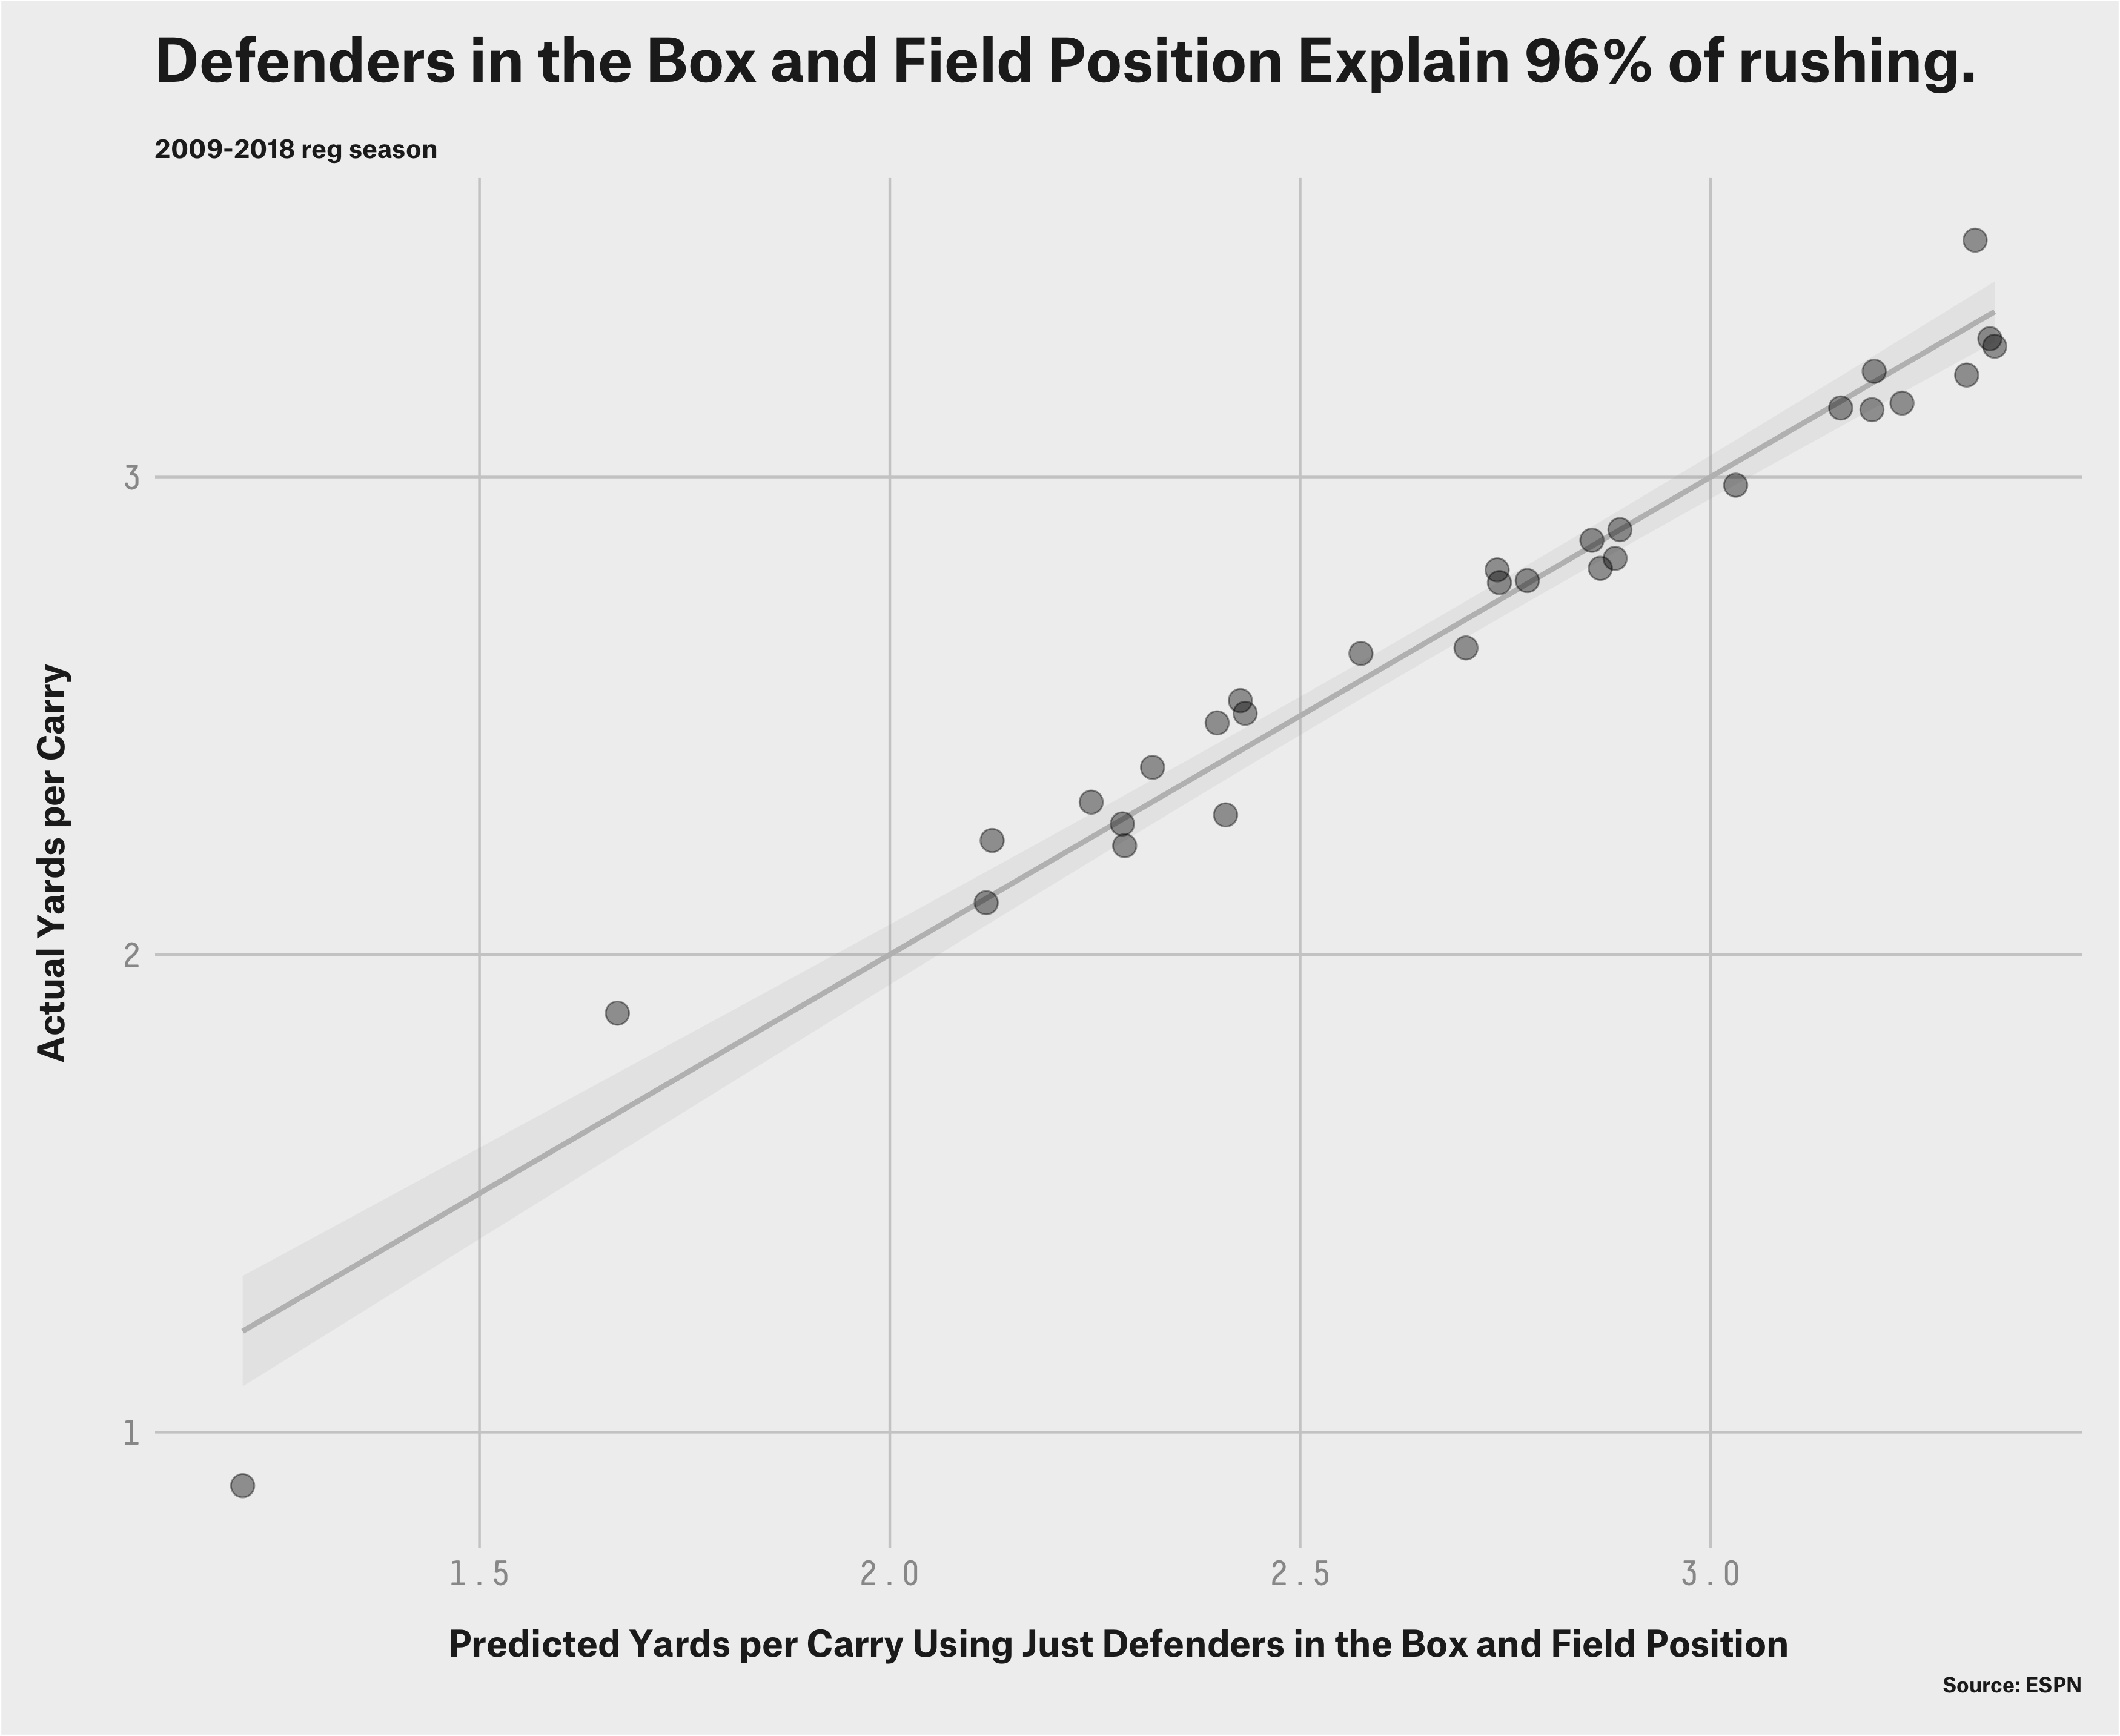 Defenders in the Box and Field Position Explain 96% of rushing.
2009-2018 reg season
Actual Yards per Carry
3
2
1
1.5
2.0
2.5
3.0
Predicted Yards per Carry Using Just Defenders in the Box and Field Position
Source: ESPN